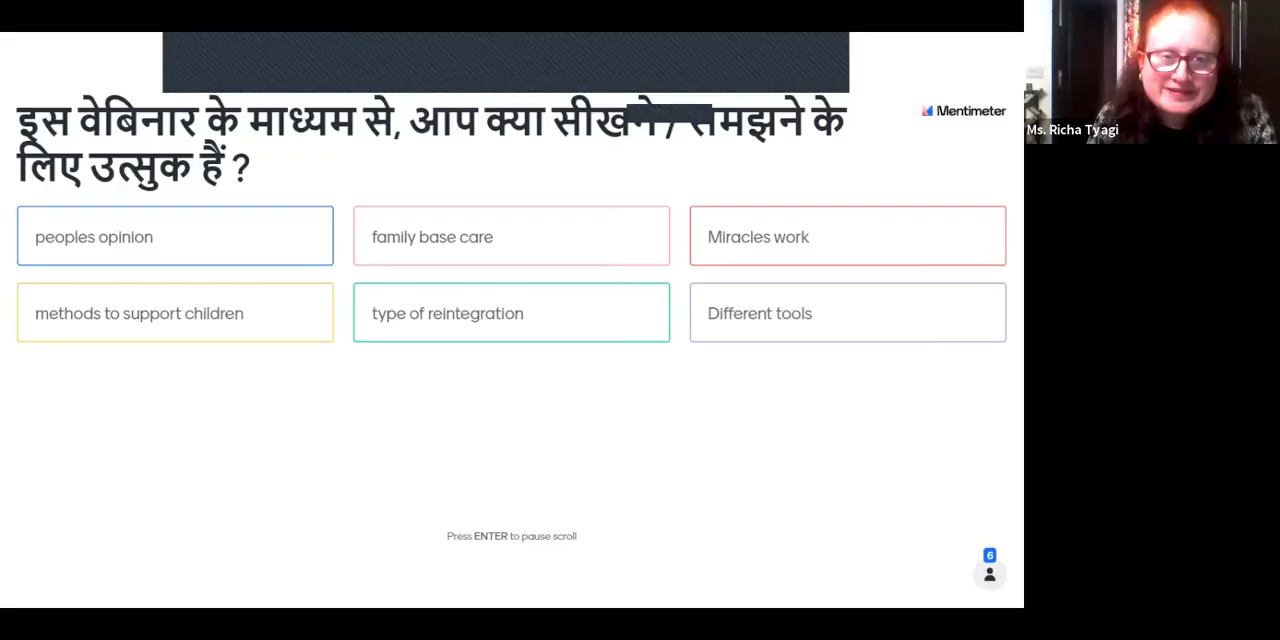 इस वेबिनार के माध्यम से, आप क्या सीखने / समझने के
लिए उत्सुक हैं ?
Mentimeter
Ms. Richa Tyagi
peoples opinion
family base care
Miracles work
methods to support children
type of reintegration
Different tools
Press ENTER to pause scroll
6